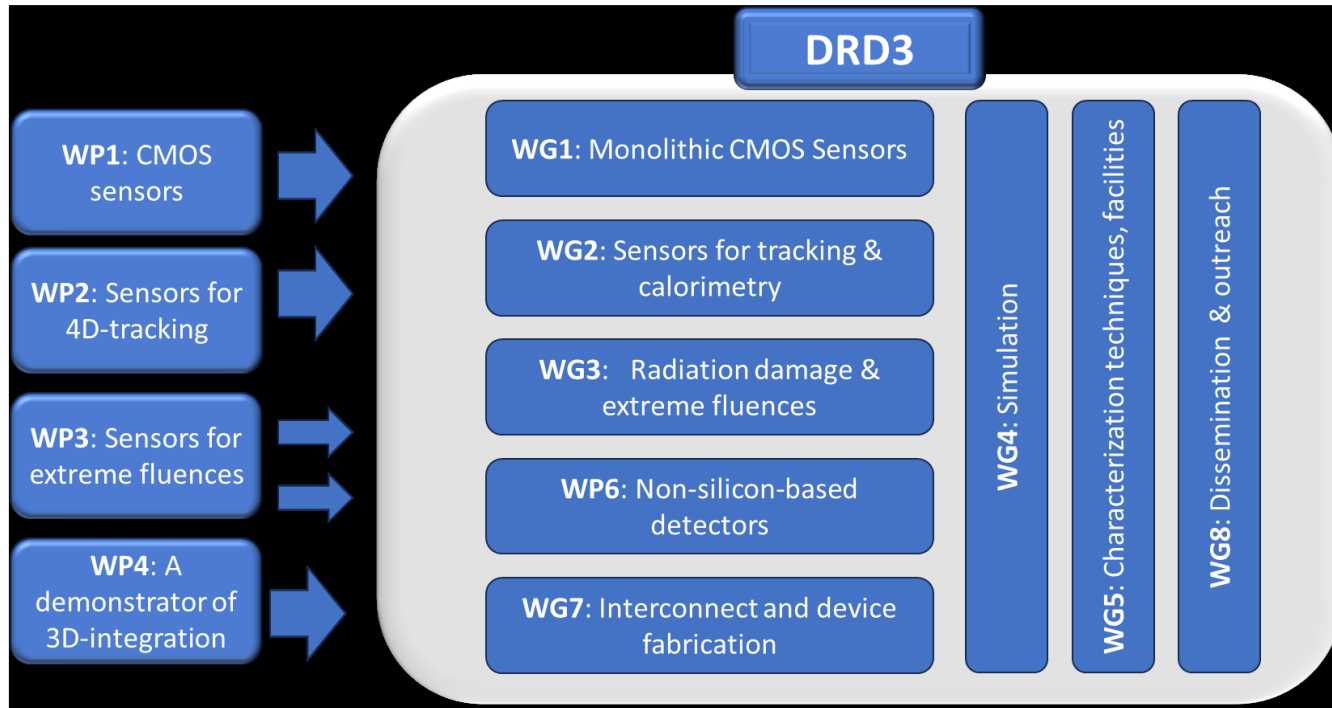 DRD3
WP1: CMOS
sensors
WP2: Sensors for
4D-tracking
WP3: Sensors for
extreme fluences
WP4: A
demonstrator of
3D-integration
WG1: Monolithic CMOS Sensors
WG2: Sensors for tracking &
calorimetry
WG3: Radiation damage &
extreme fluences
WP6: Non-silicon-based
detectors
WG7: Interconnect and device
fabrication
WG4: Simulation
WG5: Characterization techniques, facilities
WG8: Dissemination & outreach